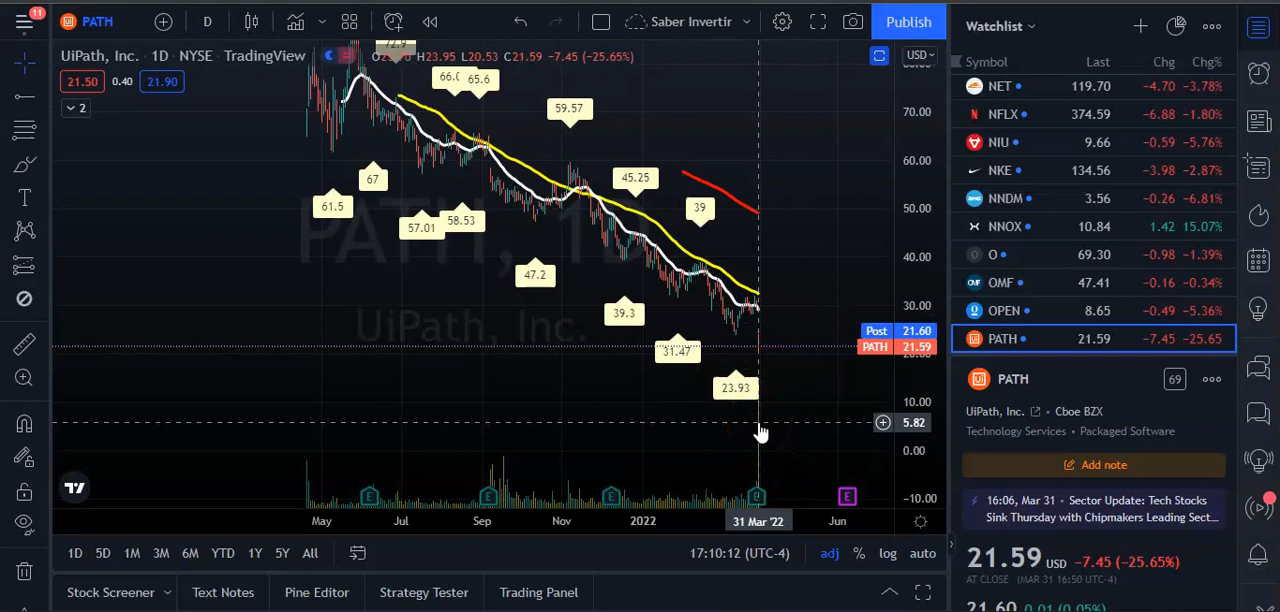 11
PATH
D
Saber Invertir
Publish
UiPath, Inc. · 1D · NYSE · TradingView
H23.95 L20.53 C21.59 −7.45 (−25.65%)
21.50 0.40 21.90
2
USD
72.9
66.0
65.6
59.57
67
61.5
57.01
58.53
45.25
39
47.2
39.3
31.47
23.93
PATH, 1D
UiPath, Inc.
70.00
60.00
50.00
40.00
30.00
Post 21.60
PATH 21.59
10.00
5.82
0.00
−10.00
E
E
E
E
May Jul Sep Nov 2022 31 Mar '22 Jun
1D 5D 1M 3M 6M YTD 1Y 5Y All
17:10:12 (UTC-4)
adj % log auto
Stock Screener Text Notes Pine Editor Strategy Tester Trading Panel
Watchlist
Symbol Last Chg Chg%
NET 119.70 −4.70 −3.78%
NFLX 374.59 −6.88 −1.80%
NIU 9.66 −0.59 −5.76%
NKE 134.56 −3.98 −2.87%
NNDM 3.56 −0.26 −6.81%
NNOX 10.84 1.42 15.07%
O 69.30 −0.98 −1.39%
OMF 47.41 −0.16 −0.34%
OPEN 8.65 −0.49 −5.36%
PATH 21.59 −7.45 −25.65
PATH
69
UiPath, Inc. · Cboe BZX
Technology Services · Packaged Software
Add note
16:06, Mar 31 · Sector Update: Tech Stocks
Sink Thursday with Chipmakers Leading Sect...
21.59 USD −7.45 (−25.65%)
AT CLOSE (MAR 31 16:50 UTC-4)
21.60 0.01 (0.05%)